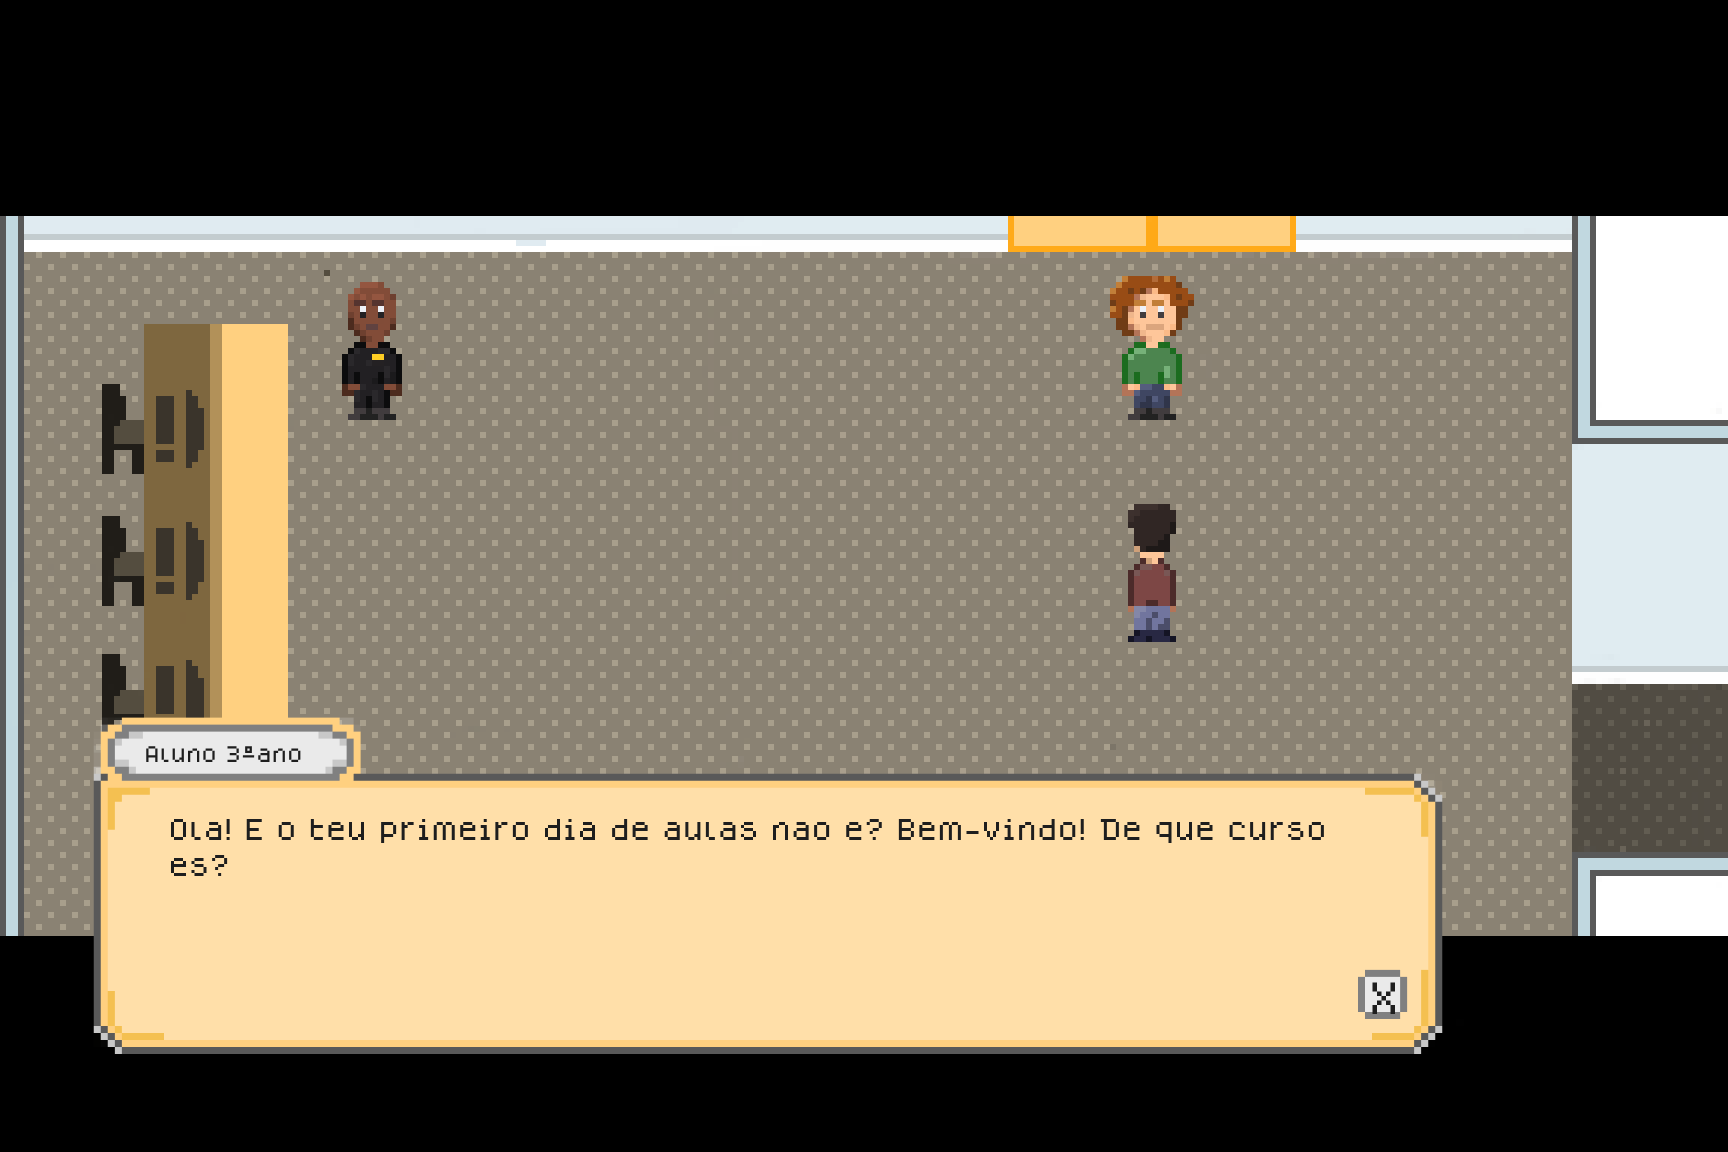 Aluno 3ºano
Ola! E o teu primeiro dia de aulas nao e? Bem-vindo! De que curso
es?
X